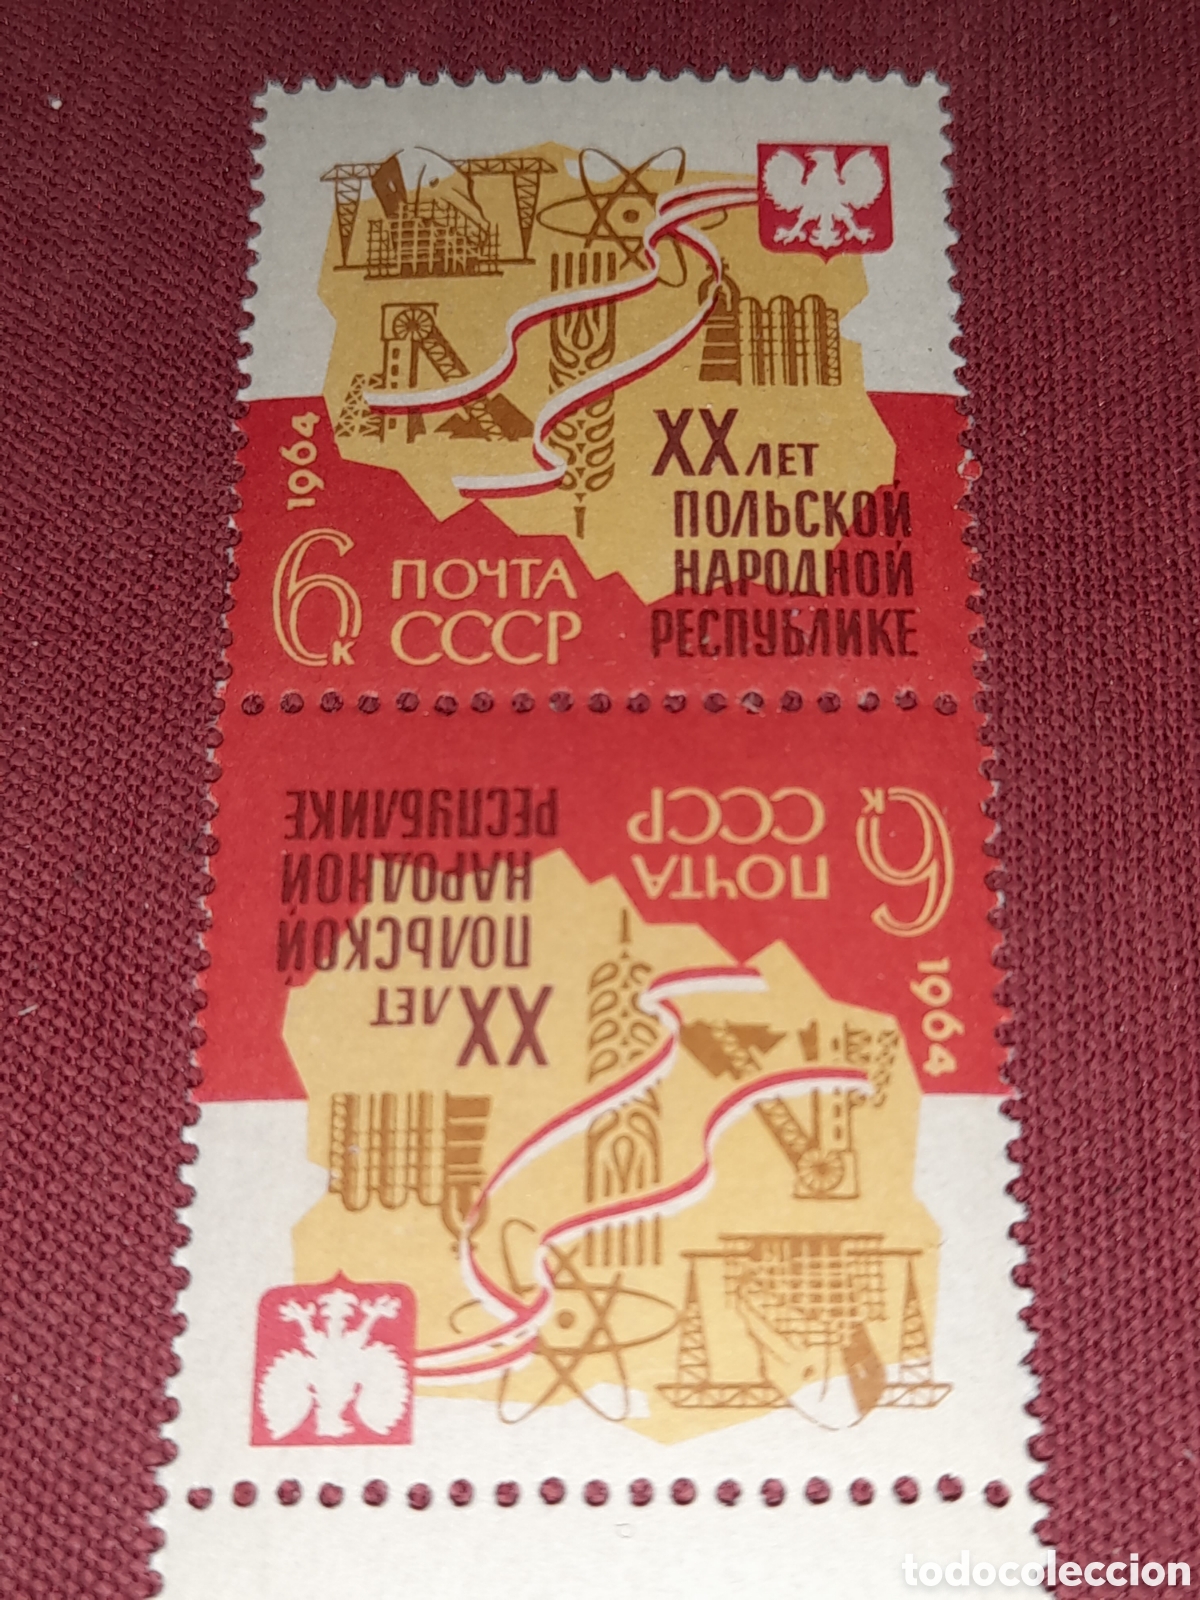 1964
6к
ПОЧТА
СССР
XX ЛЕТ
ПОЛЬСКОЙ
НАРОДНОЙ
РЕСПУБЛИКЕ
1964
6к
ПОЧТА
СССР
XX ЛЕТ
ПОЛЬСКОЙ
НАРОДНОЙ
РЕСПУБЛИКЕ
todocoleccion